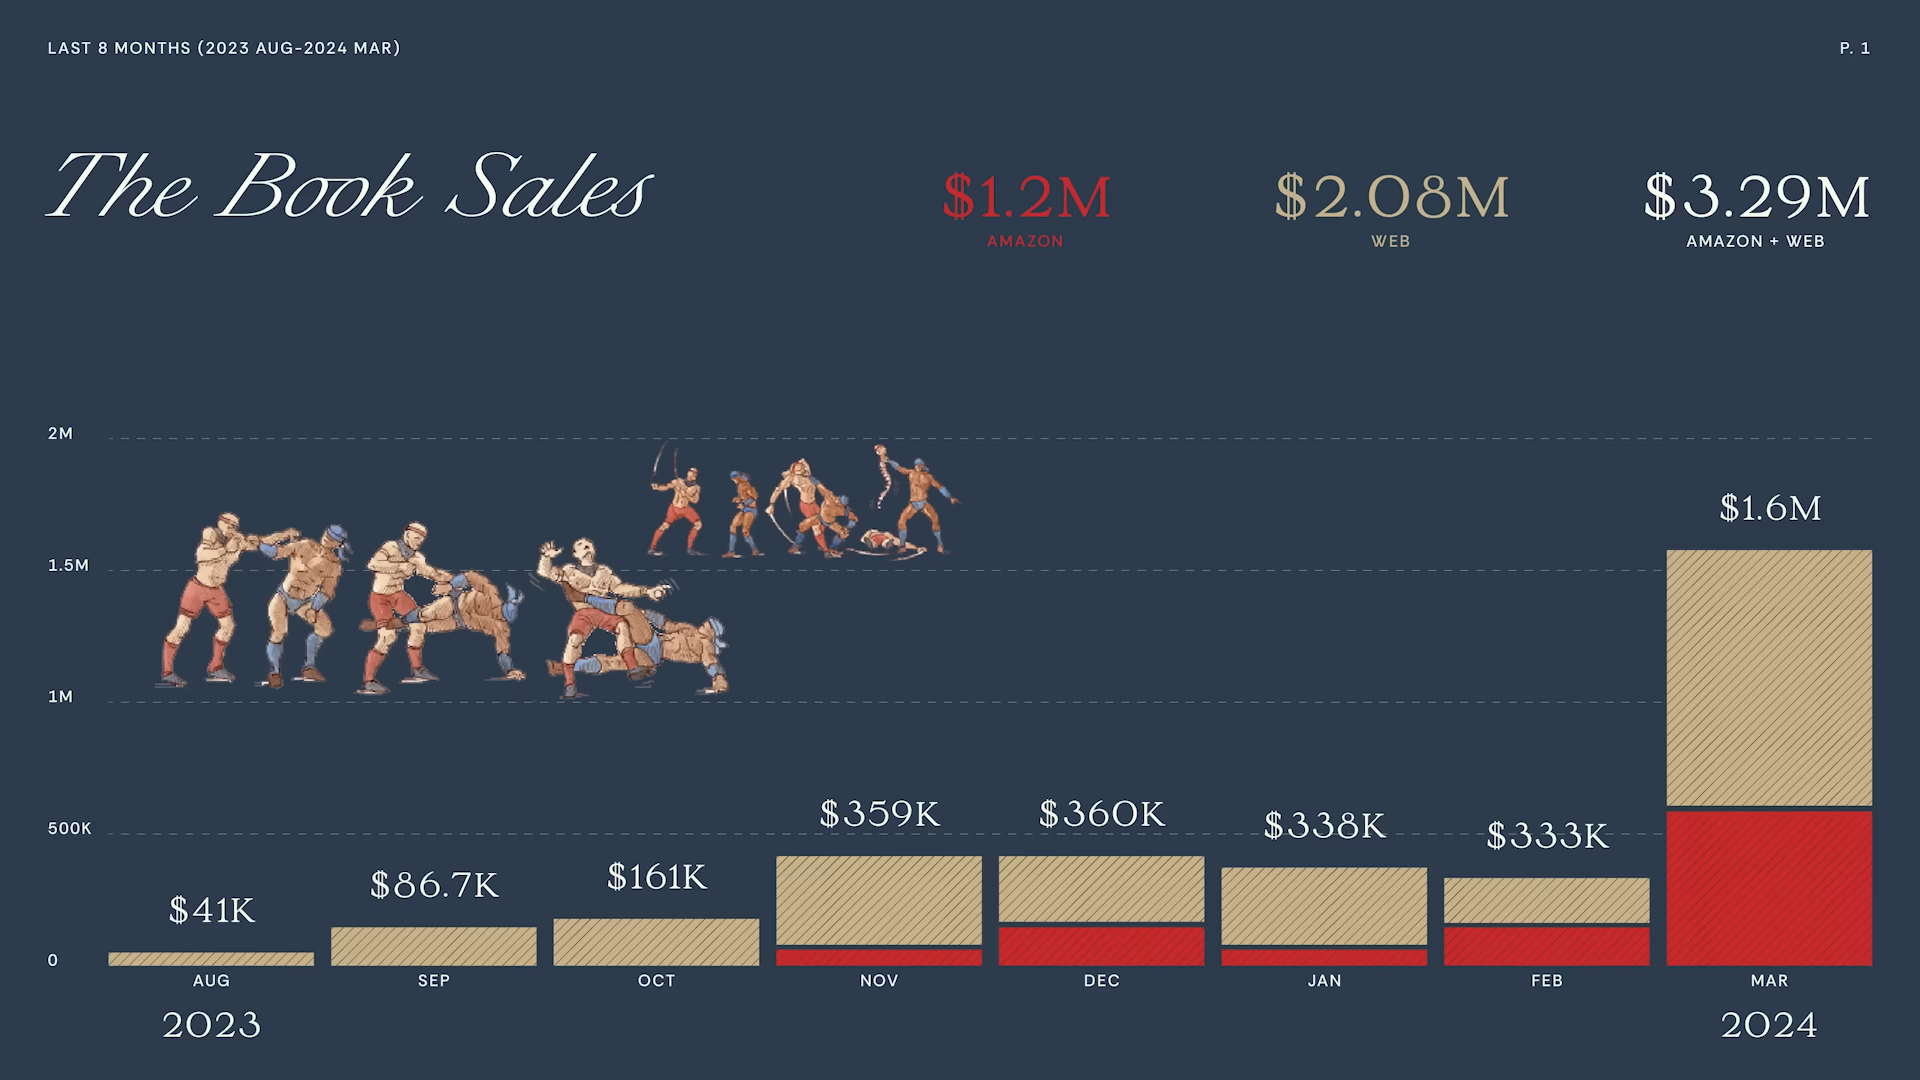 LAST 8 MONTHS (2023 AUG-2024 MAR)
P. 1
The Book Sales
$1.2M
AMAZON
$2.08M
WEB
$3.29M
AMAZON + WEB
2M
1.5M
1M
500K
0
$41K
$86.7K
$161K
$359K
$360K
$338K
$333K
$1.6M
AUG
SEP
OCT
NOV
DEC
JAN
FEB
MAR
2023
2024